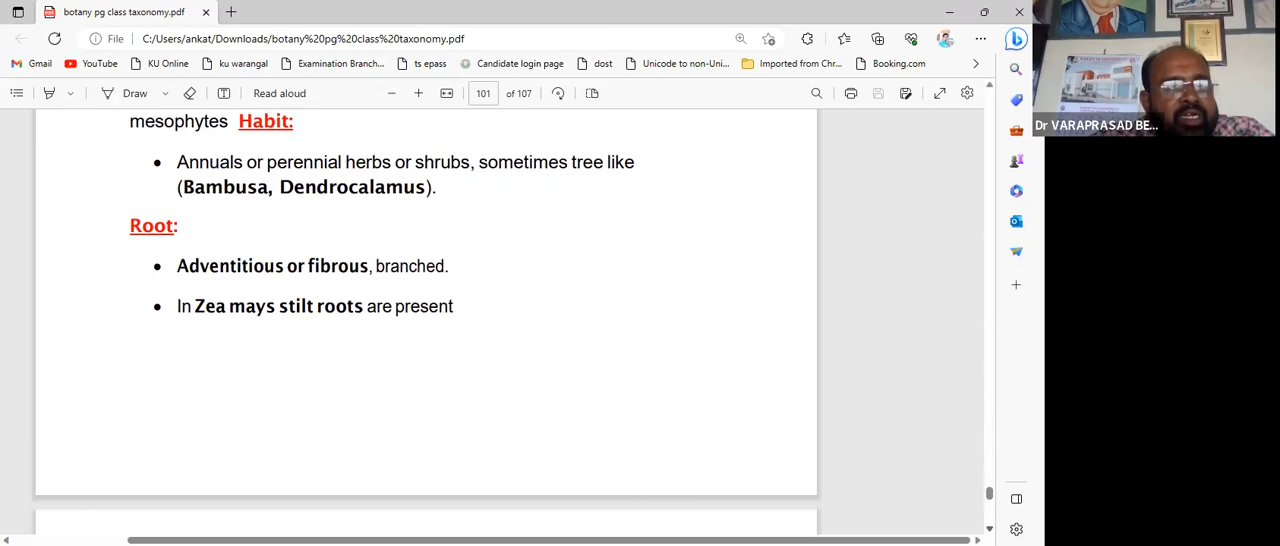 botany pg class taxonomy.pdf
File C:/Users/ankat/Downloads/botany%20pg%20class%20taxonomy.pdf
Gmail YouTube KU Online ku warangal Examination Branch... ts epass Candidate login page dost Unicode to non-Uni... Imported from Chr... Booking.com
Draw Read aloud 101 of 107
mesophytes Habit:
• Annuals or perennial herbs or shrubs, sometimes tree like
(Bambusa, Dendrocalamus).
Root:
• Adventitious or fibrous, branched.
• In Zea mays stilt roots are present
Dr VARAPRASAD BE...